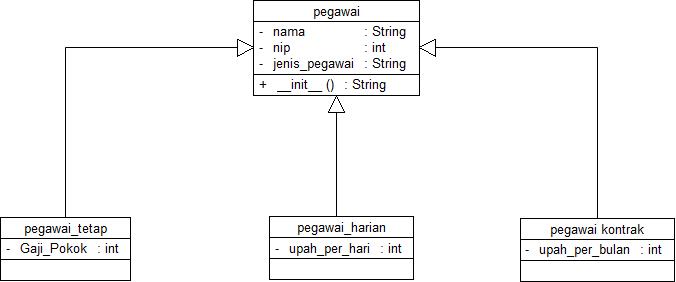 pegawai
- nama : String
- nip : int
- jenis_pegawai : String
+ __init__ () : String
pegawai_tetap
- Gaji_Pokok : int
pegawai_harian
- upah_per_hari : int
pegawai kontrak
- upah_per_bulan : int